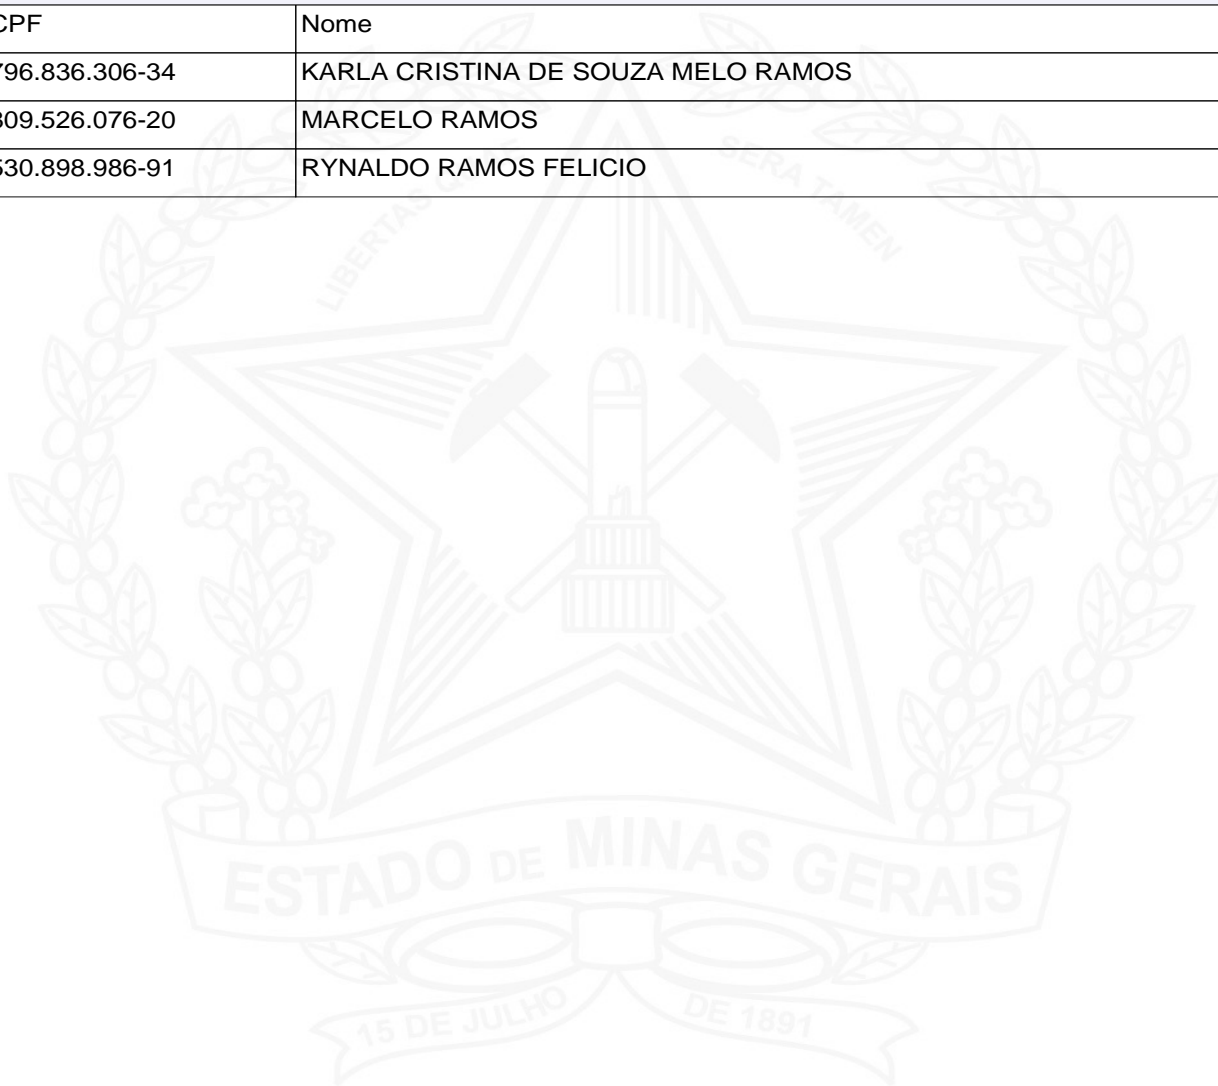 CPF Nome
796.836.306-34 KARLA CRISTINA DE SOUZA MELO RAMOS
809.526.076-20 MARCELO RAMOS
530.898.986-91 RYNALDO RAMOS FELICIO
LIBERTAS QUAE SERA TAMEN
ESTADO DE MINAS GERAIS
15 DE JULHO DE 1891